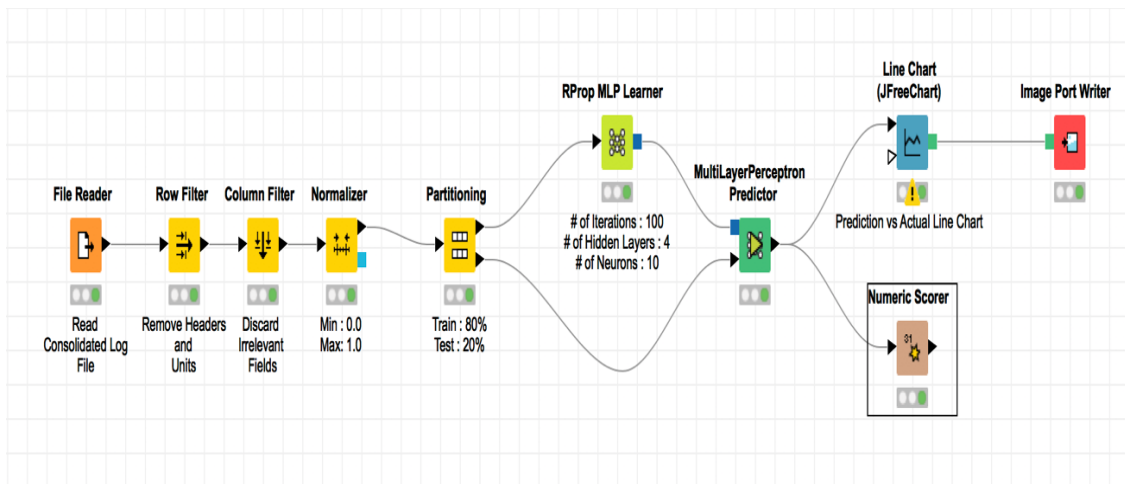 File Reader
Read
Consolidated Log
File
Row Filter
Remove Headers
and
Units
Column Filter
Discard
Irrelevant
Fields
Normalizer
Min : 0.0
Max: 1.0
Partitioning
Train : 80%
Test : 20%
RProp MLP Learner
# of Iterations : 100
# of Hidden Layers : 4
# of Neurons : 10
MultiLayerPerceptron
Predictor
Line Chart
(JFreeChart)
!
Prediction vs Actual Line Chart
Image Port Writer
Numeric Scorer
31